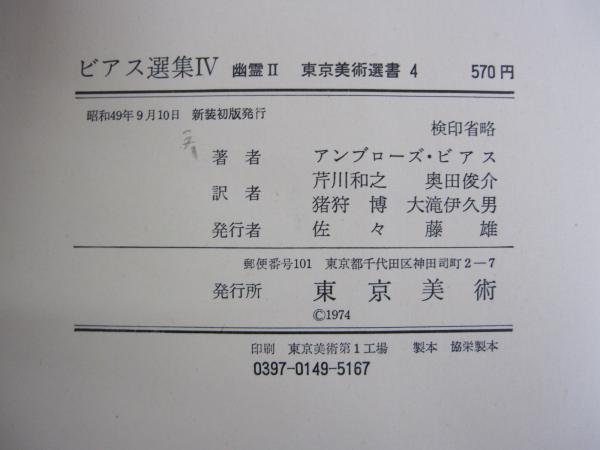 ビアス選集Ⅳ 幽霊Ⅱ 東京美術選書 4 570円
昭和49年9月10日 新装初版発行
検印省略
著者 アンブローズ・ビアス
訳者 芹川和之 奥田俊介
猪狩 博 大滝伊久男
発行者 佐々藤雄
郵便番号101 東京都千代田区神田司町2-7
発行所 東京美術
©1974
印刷 東京美術第1工場 製本 協栄製本
0397-0149-5167